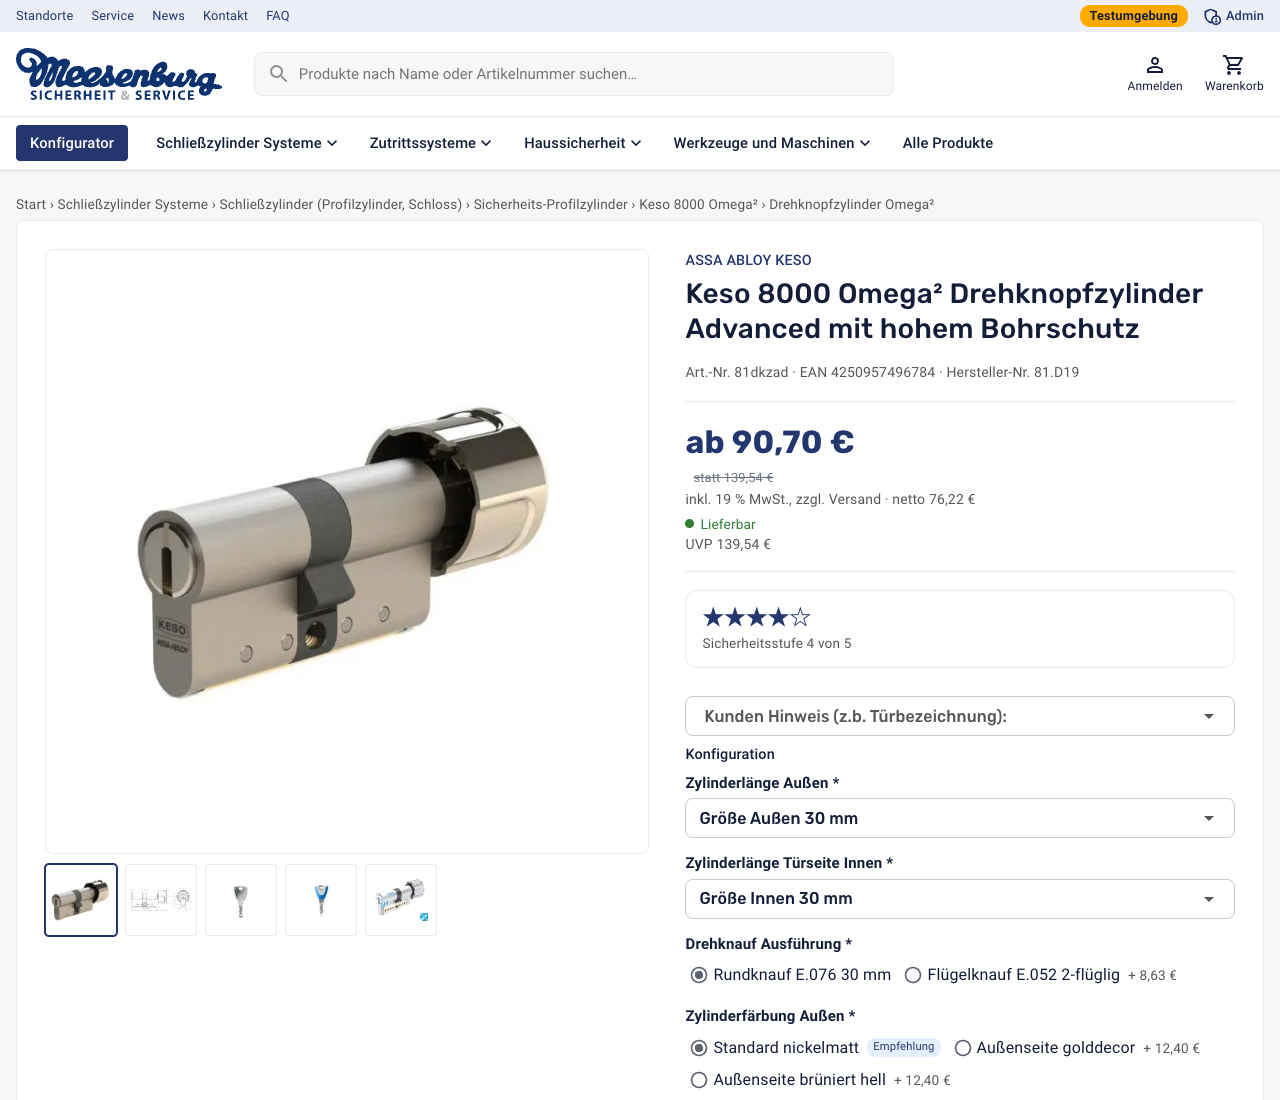 Standorte Service News Kontakt FAQ Testumgebung Admin
Meesenburg
SICHERHEIT & SERVICE
Produkte nach Name oder Artikelnummer suchen...
Anmelden Warenkorb
Konfigurator Schließzylinder Systeme Zutrittssysteme Haussicherheit Werkzeuge und Maschinen Alle Produkte
Start › Schließzylinder Systeme › Schließzylinder (Profilzylinder, Schloss) › Sicherheits-Profilzylinder › Keso 8000 Omega² › Drehknopfzylinder Omega²
KESO
ASSA ABLOY
ASSA ABLOY KESO
Keso 8000 Omega² Drehknopfzylinder
Advanced mit hohem Bohrschutz
Art.-Nr. 81dkzad · EAN 4250957496784 · Hersteller-Nr. 81.D19
ab 90,70 €
statt 139,54 €
inkl. 19 % MwSt., zzgl. Versand · netto 76,22 €
Lieferbar
UVP 139,54 €
★★★★☆
Sicherheitsstufe 4 von 5
Kunden Hinweis (z.b. Türbezeichnung):
Konfiguration
Zylinderlänge Außen *
Größe Außen 30 mm
Zylinderlänge Türseite Innen *
Größe Innen 30 mm
Drehknauf Ausführung *
Rundknauf E.076 30 mm Flügelknauf E.052 2-flüglig + 8,63 €
Zylinderfärbung Außen *
Standard nickelmatt Empfehlung Außenseite golddecor + 12,40 €
Außenseite brüniert hell + 12,40 €